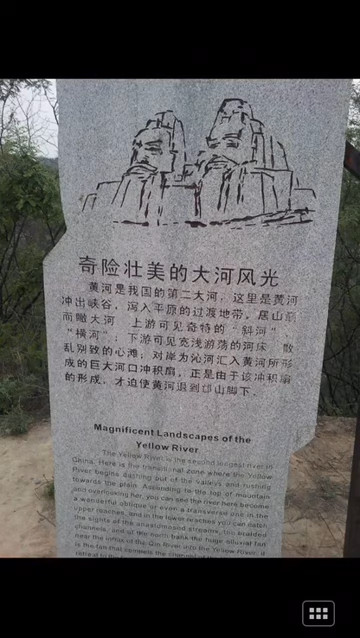 奇险壮美的大河风光
黄河是我国的第二大河，这里是黄河
冲出峡谷，泻入平原的过渡地带，居山巅
而瞰大河 上游可见奇特的“斜河”
“横河”；下游可见宽浅游荡的河床 散
乱别致的心滩；对岸为沁河汇入黄河所形
成的巨大河口冲积扇，正是由于该冲积扇
的形成，才迫使黄河退到邙山脚下。
Magnificent Landscapes of the
Yellow River
The Yellow River is the second longest river in
China. Here is the transitional zone where the Yellow
River begins dashing out of the valleys and rushing
towards the plain. Ascending to the top of mountain
and overlooking her, you can see the river here become
a wonderful oblique or even a transverse one in the
upper reaches, and in the lower reaches you can catch
the sights of the
channels, and at the north bank the huge alluvial fan
near the influx of the Qin River into the Yellow River. It
is the fan that